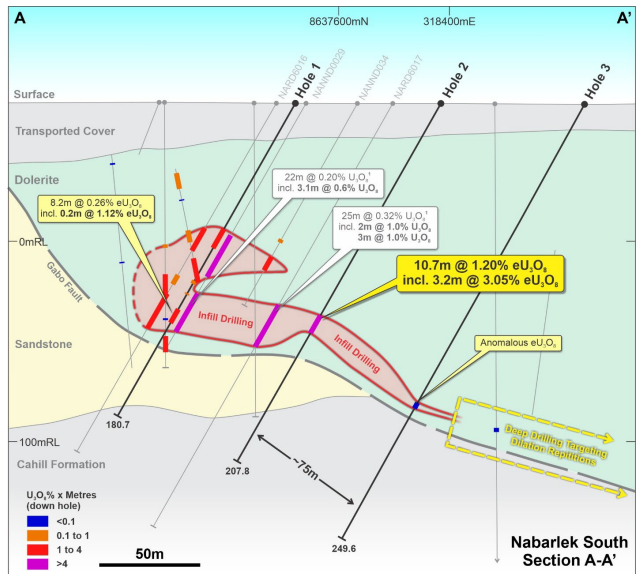 A
A'
8637600mN
318400mE
NARD6016
Hole 1
NANND0029
NANND034
NARD6017
Hole 2
Hole 3
Surface
Transported Cover
Dolerite
22m @ 0.20% U₃O₈†
incl. 3.1m @ 0.6% U₃O₈
8.2m @ 0.26% eU₃O₈
incl. 0.2m @ 1.12% eU₃O₈
25m @ 0.32% U₃O₈†
incl. 2m @ 1.0% U₃O₈
3m @ 1.0% U₃O₈
0mRL
10.7m @ 1.20% eU₃O₈
incl. 3.2m @ 3.05% eU₃O₈
Gabo Fault
Infill Drilling
Infill Drilling
Sandstone
Anomalous eU₃O₈
180.7
Deep Drilling Targeting
Dilation Repititions
100mRL
Cahill Formation
207.8
~75m
249.6
U₃O₈% x Metres
(down hole)
<0.1
0.1 to 1
1 to 4
>4
50m
Nabarlek South
Section A-A'